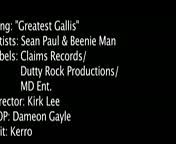 ng: "Greatest Gallis"
tists: Sean Paul & Beenie Man
bels: Claims Records/
Dutty Rock Productions/
MD Ent.
rector: Kirk Lee
OP: Dameon Gayle
it: Kerro